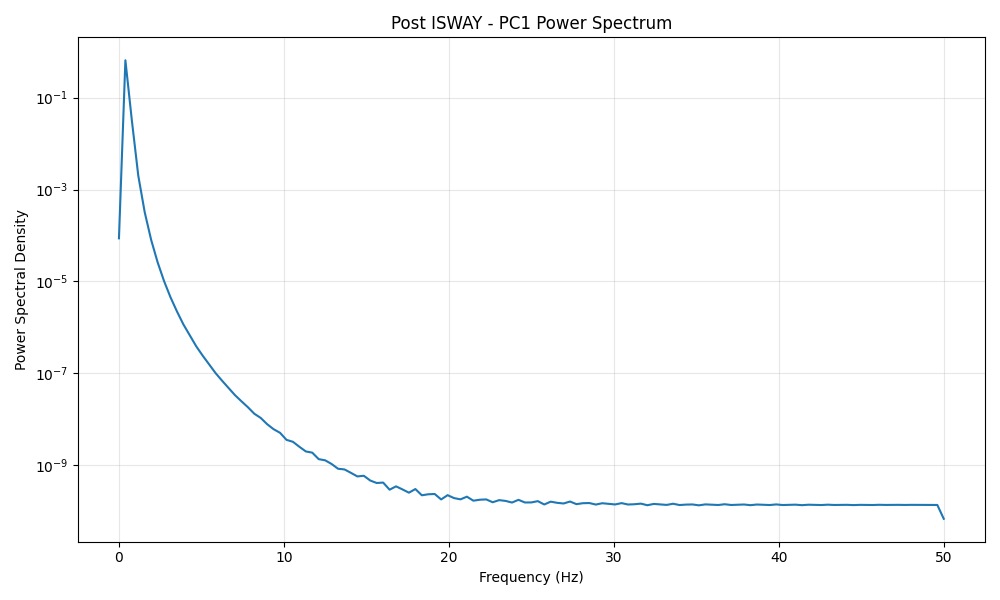 Post ISWAY - PC1 Power Spectrum
Power Spectral Density
10⁻¹
10⁻³
10⁻⁵
10⁻⁷
10⁻⁹
0 10 20 30 40 50
Frequency (Hz)